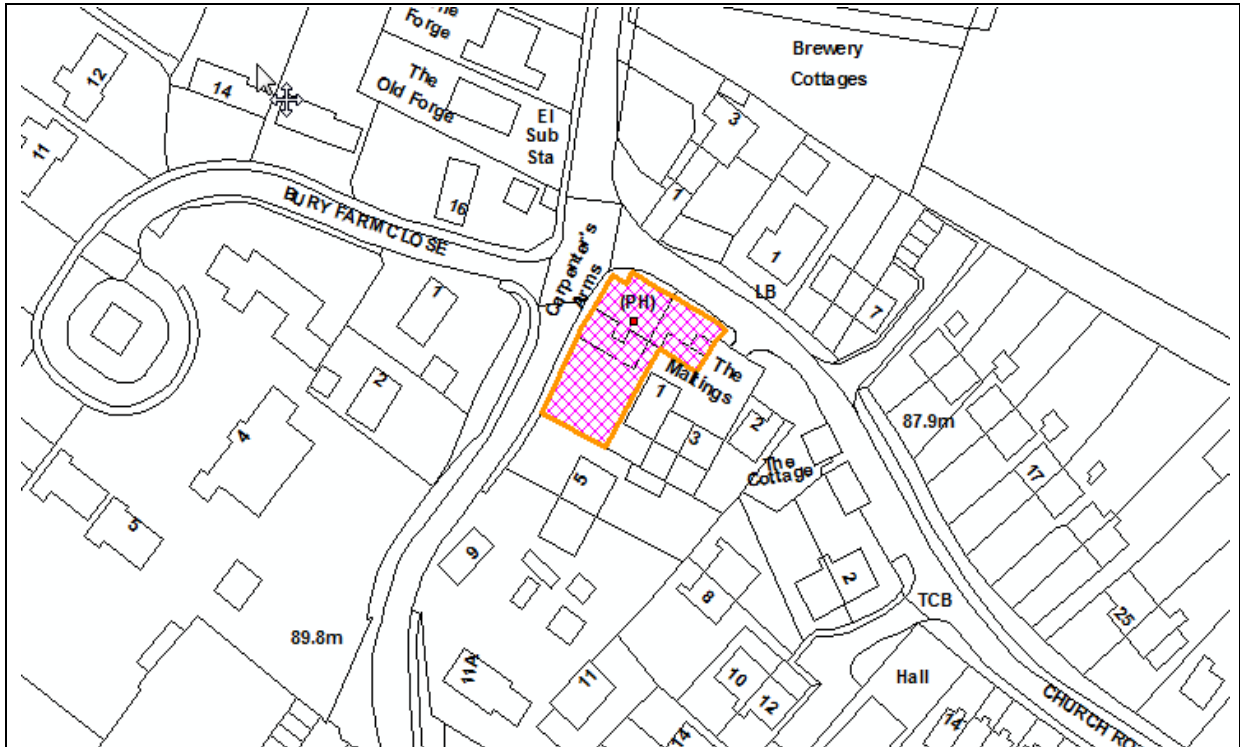 The
Forge
Brewery
Cottages
12
14
The
Old Forge
El
Sub
Sta
3
11
1
16
BURY FARM CLOSE
Carpenter's
Arms
1
LB
7
1
(PH)
The
Maltings
2
1
3
2
87.9m
4
The
Cottage
17
5
5
9
2
8
TCB
25
89.8m
11A
11
10
12
Hall
CHURCH RO
14
14